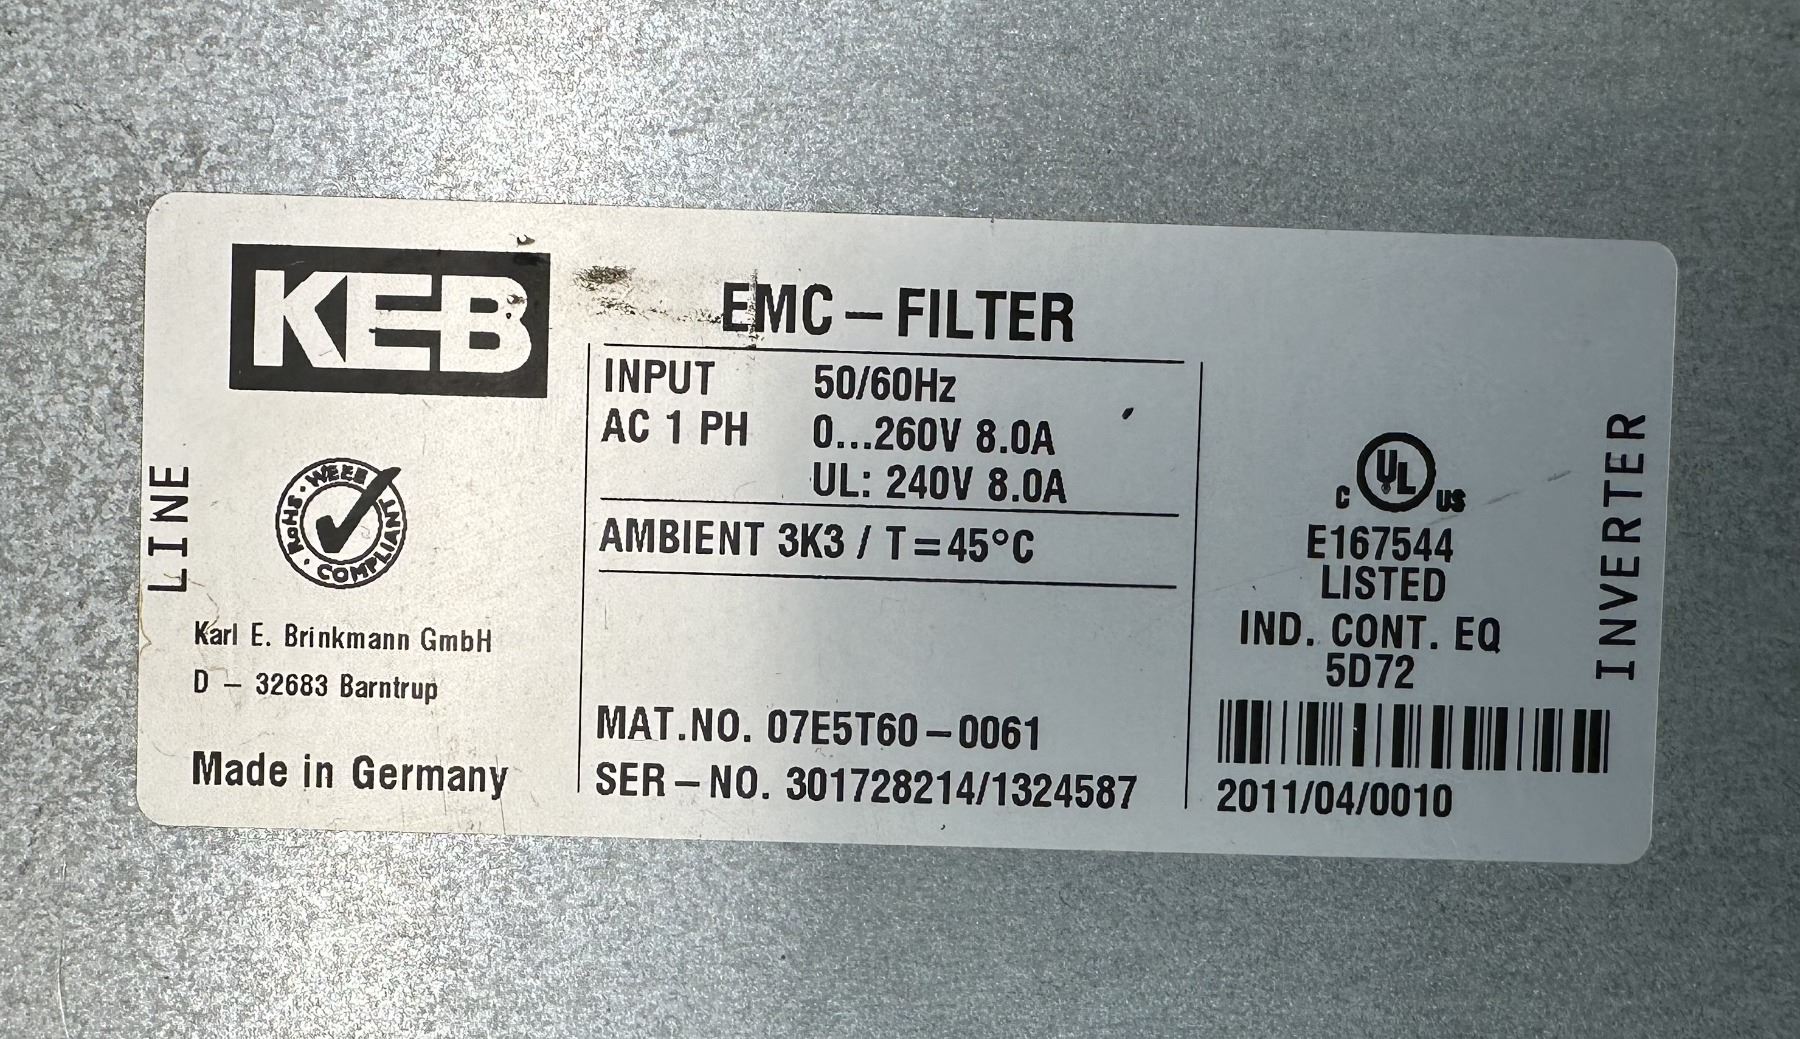 KEB
EMC-FILTER
INPUT 50/60Hz
AC 1 PH 0...260V 8.0A
UL: 240V 8.0A
AMBIENT 3K3 / T=45°C
MAT.NO. 07E5T60-0061
SER-NO. 301728214/1324587
LINE
RoHS · WEEE · COMPLIANT
Karl E. Brinkmann GmbH
D - 32683 Barntrup
Made in Germany
C UL US
E167544
LISTED
IND. CONT. EQ
5D72
2011/04/0010
INVERTER